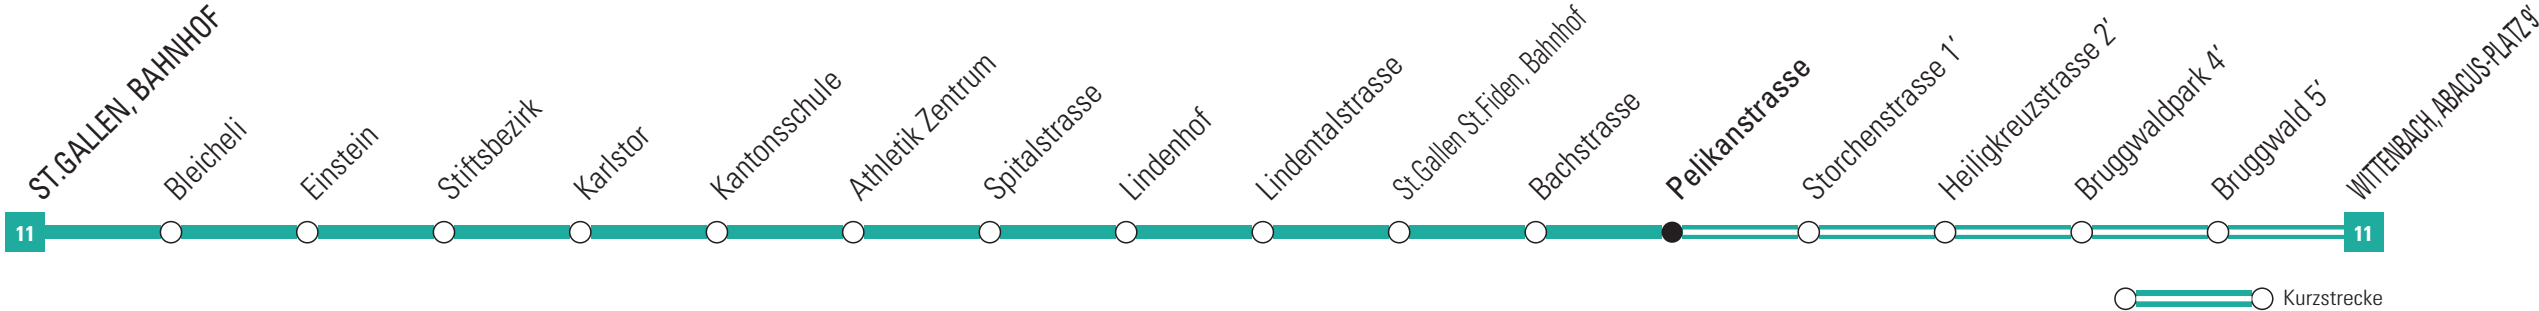 ST.GALLEN, BAHNHOF
Bleicheli
Einstein
Stiftsbezirk
Karlstor
Kantonsschule
Athletik Zentrum
Spitalstrasse
Lindenhof
Lindentalstrasse
St.Gallen St.Fiden, Bahnhof
Bachstrasse
Pelikanstrasse
Storchenstrasse 1'
Heiligkreuzstrasse 2'
Bruggwaldpark 4'
Bruggwald 5'
WITTENBACH, ABACUS-PLATZ 9'
11
11
Kurzstrecke